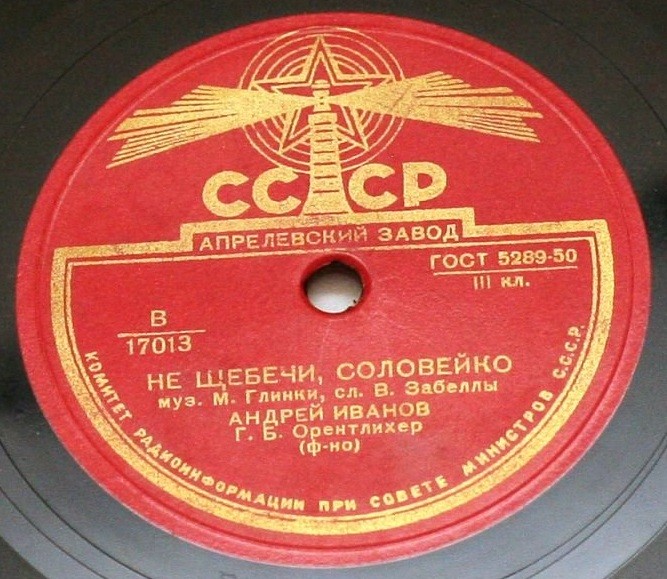 СССР
АПРЕЛЕВСКИЙ ЗАВОД
ГОСТ 5289-50
III кл.
В
17013
НЕ ЩЕБЕЧИ, СОЛОВЕЙКО
муз. М. Глинки, сл. В. Забеллы
АНДРЕЙ ИВАНОВ
Г. Б. Орентлихер
(ф-но)
КОМИТЕТ РАДИОИНФОРМАЦИИ ПРИ СОВЕТЕ МИНИСТРОВ С.С.С.Р.